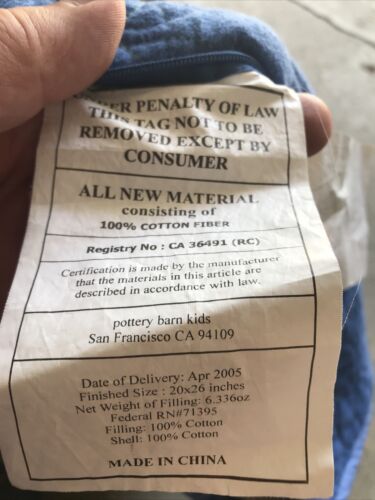 UNDER PENALTY OF LAW
THIS TAG NOT TO BE
REMOVED EXCEPT BY
CONSUMER
ALL NEW MATERIAL
consisting of
100% COTTON FIBER
Registry No : CA 36491 (RC)
Certification is made by the manufacturer
that the materials in this article are
described in accordance with law.
pottery barn kids
San Francisco CA 94109
Date of Delivery: Apr 2005
Finished Size : 20x26 inches
Net Weight of Filling: 6.336oz
Federal RN#71395
Filling: 100% Cotton
Shell: 100% Cotton
MADE IN CHINA